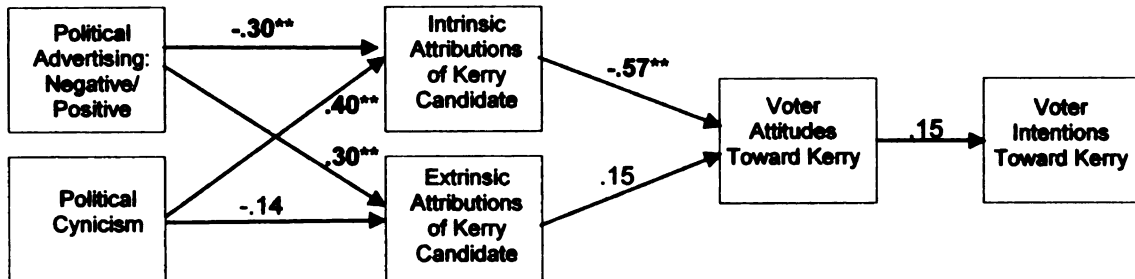 Political
Advertising:
Negative/
Positive
-.30**
Intrinsic
Attributions
of Kerry
Candidate
-.57**
.40**
Voter
Attitudes
Toward Kerry
.15
Voter
Intentions
Toward Kerry
.30**
Political
Cynicism
-.14
Extrinsic
Attributions
of Kerry
Candidate
.15